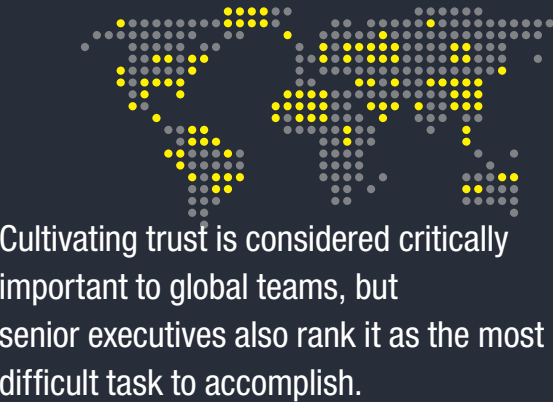 Cultivating trust is considered critically
important to global teams, but
senior executives also rank it as the most
difficult task to accomplish.